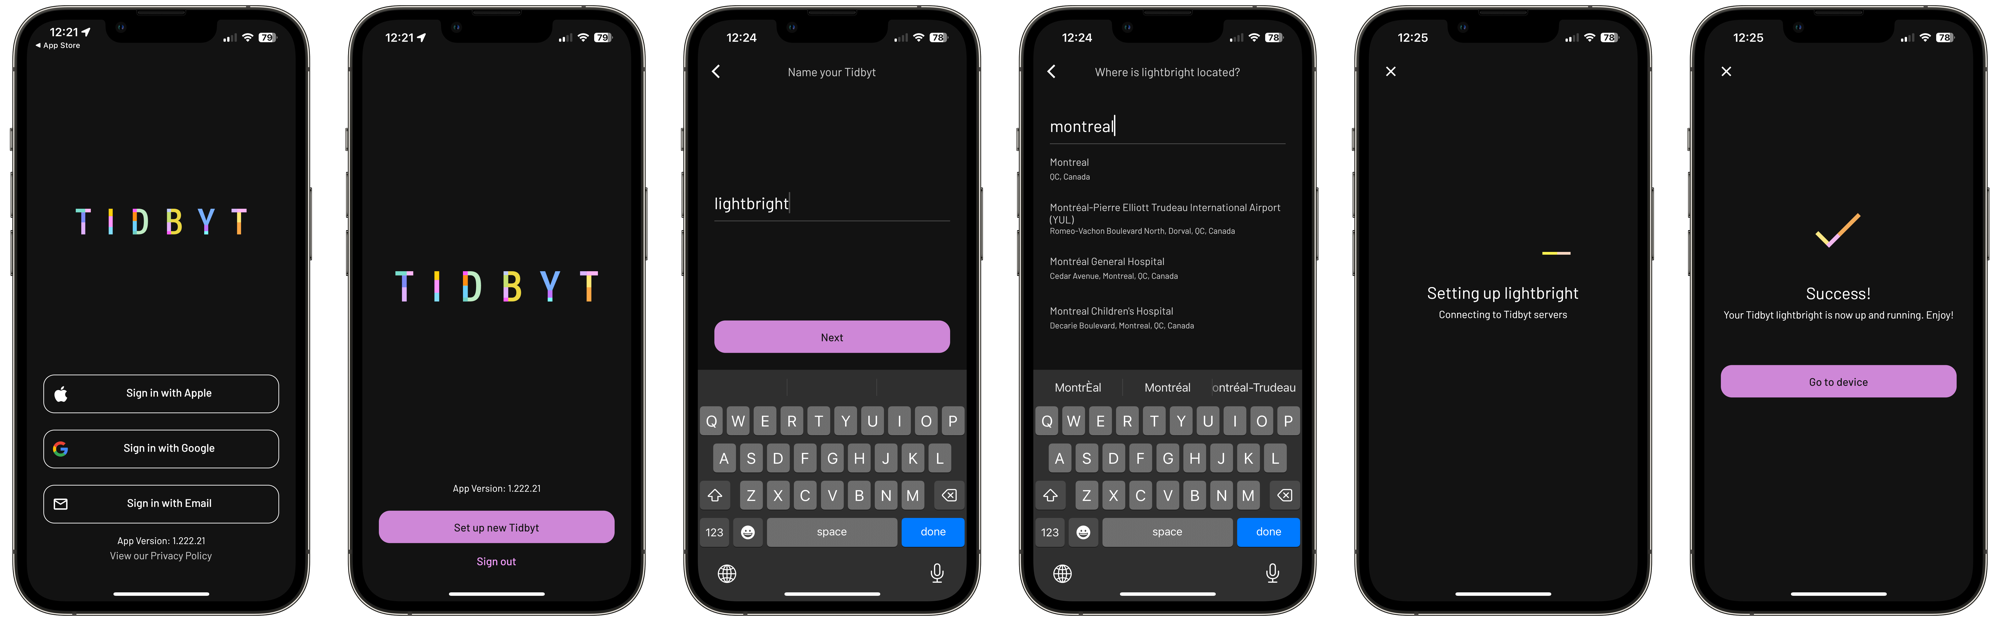 12:21
79
App Store
TIDBYT
Sign in with Apple
Sign in with Google
Sign in with Email
App Version: 1.222.21
View our Privacy Policy
12:21
79
TIDBYT
App Version: 1.222.21
Set up new Tidbyt
Sign out
12:24
78
Name your Tidbyt
lightbright
Next
Q W E R T Y U I O P
A S D F G H J K L
Z X C V B N M
123 space done
12:24
78
Where is lightbright located?
montreal
Montreal
QC, Canada
Montréal-Pierre Elliott Trudeau International Airport
(YUL)
Romeo-Vachon Boulevard North, Dorval, QC, Canada
Montréal General Hospital
Cedar Avenue, Montreal, QC, Canada
Montreal Children's Hospital
Decarie Boulevard, Montreal, QC, Canada
MontrÈal Montréal ontréal-Trudeau
Q W E R T Y U I O P
A S D F G H J K L
Z X C V B N M
123 space done
12:25
78
Setting up lightbright
Connecting to Tidbyt servers
12:25
78
Success!
Your Tidbyt lightbright is now up and running. Enjoy!
Go to device